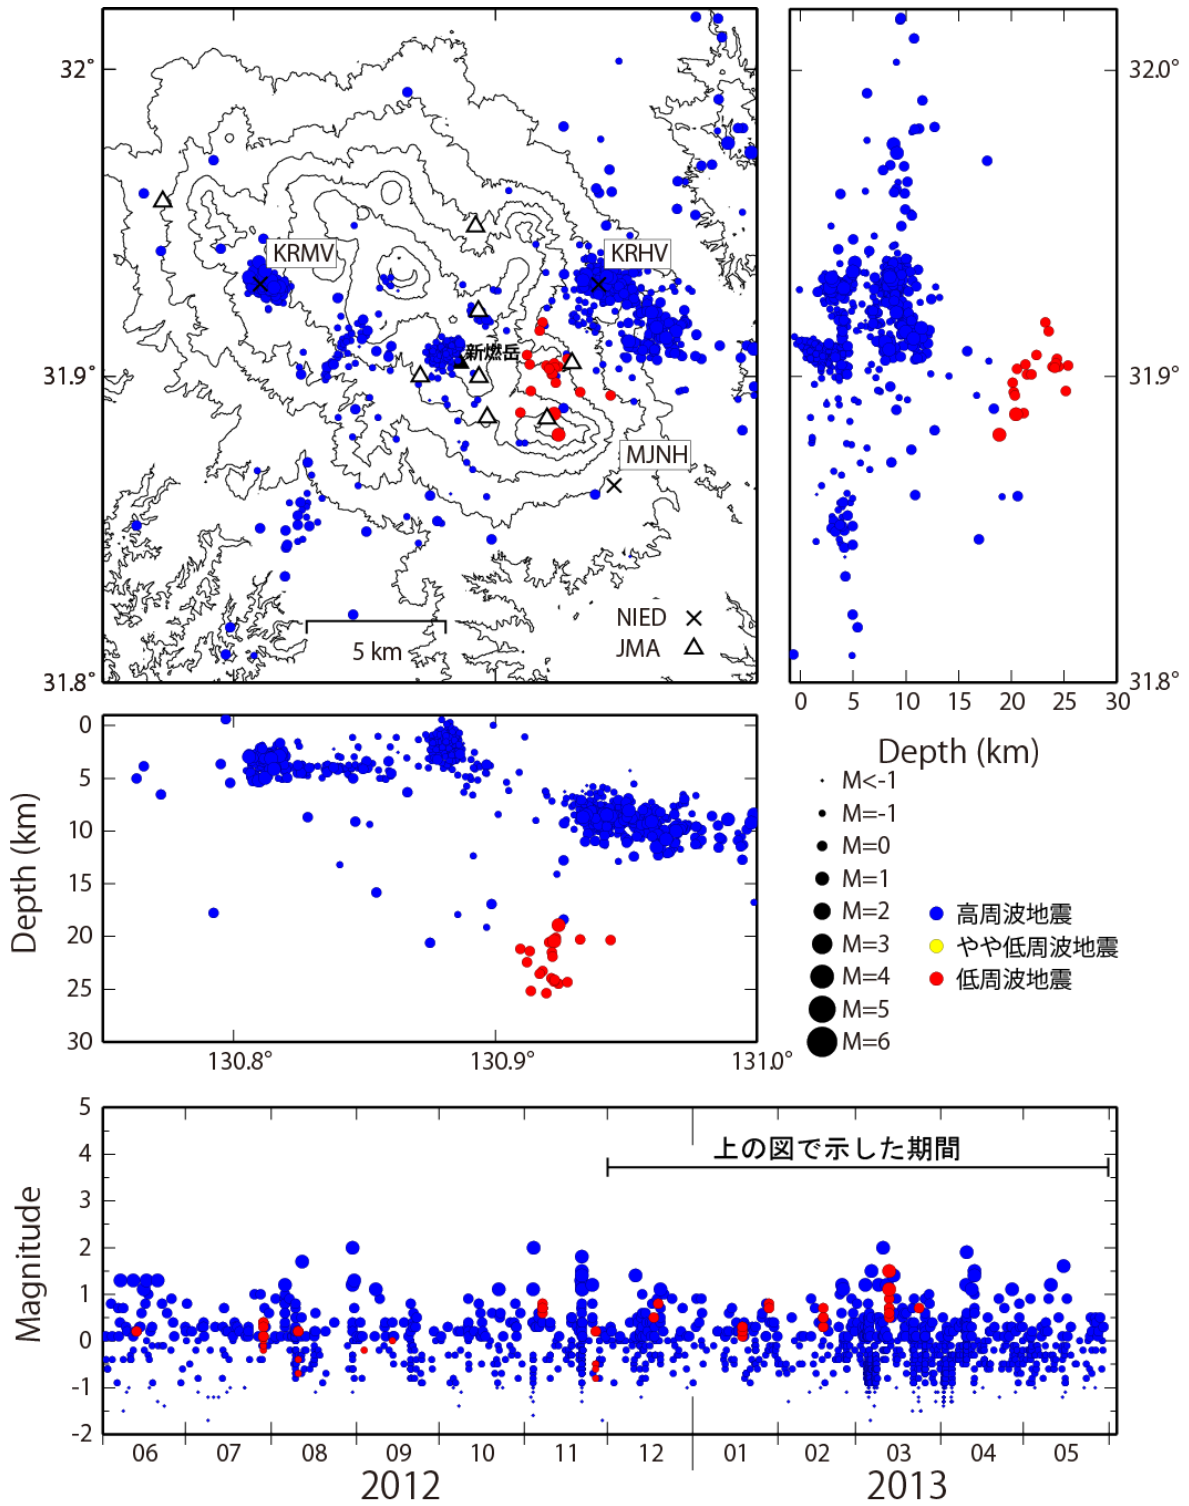 32°
31.9°
31.8°
KRMV
KRHV
新燃岳
MJNH
NIED
JMA
5 km
32.0°
31.9°
31.8°
0 5 10 15 20 25 30
Depth (km)
0
5
10
15
20
25
30
Depth (km)
130.8° 130.9° 131.0°
M<-1
M=-1
M=0
M=1
M=2
M=3
M=4
M=5
M=6
高周波地震
やや低周波地震
低周波地震
上の図で示した期間
5
4
3
2
1
0
-1
-2
Magnitude
06 07 08 09 10 11 12 01 02 03 04 05
2012 2013